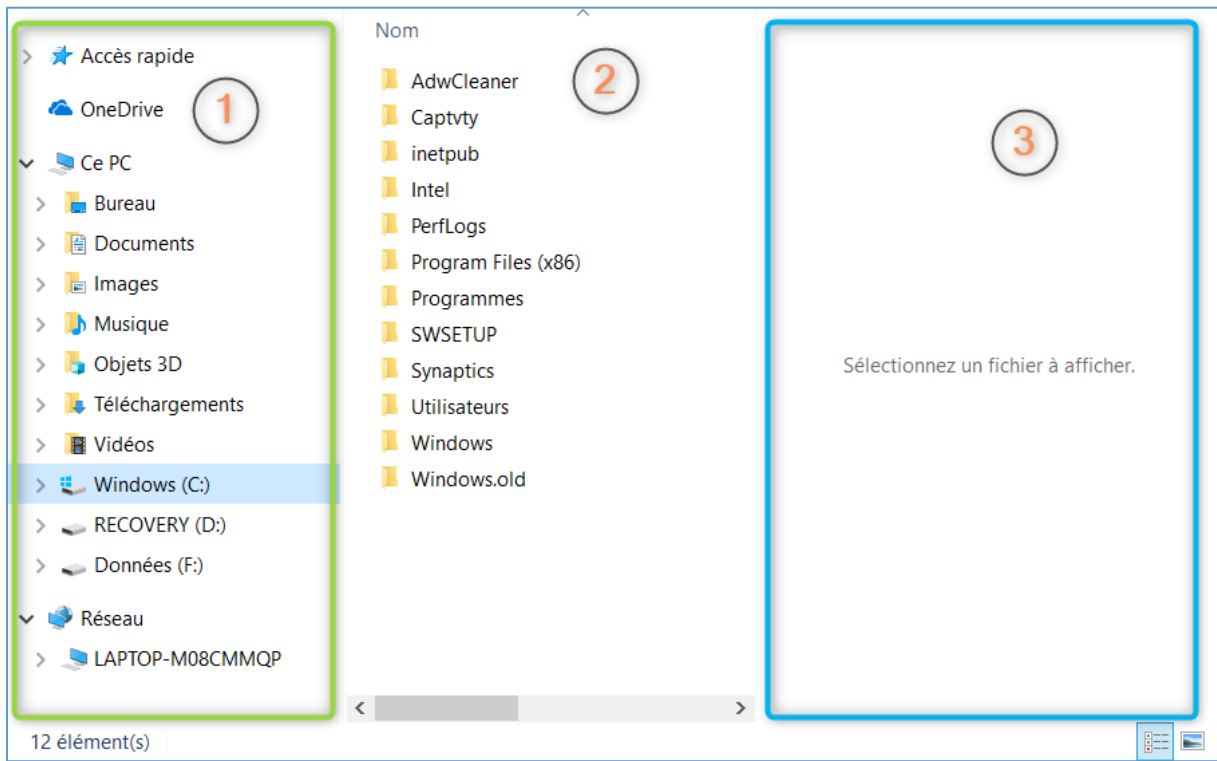 Accès rapide
1
OneDrive
Ce PC
Bureau
Documents
Images
Musique
Objets 3D
Téléchargements
Vidéos
Windows (C:)
RECOVERY (D:)
Données (F:)
Réseau
LAPTOP-M08CMMQP
Nom
2
AdwCleaner
Captvty
inetpub
Intel
PerfLogs
Program Files (x86)
Programmes
SWSETUP
Synaptics
Utilisateurs
Windows
Windows.old
3
Sélectionnez un fichier à afficher.
12 élément(s)